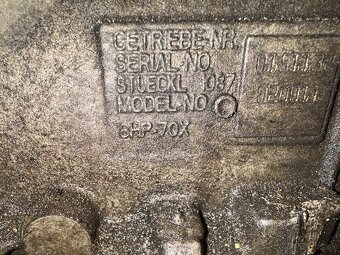 GETRIEBE-NR.
SERIAL/NO.
STUECKL 1087
MODEL NO
6HP-70X